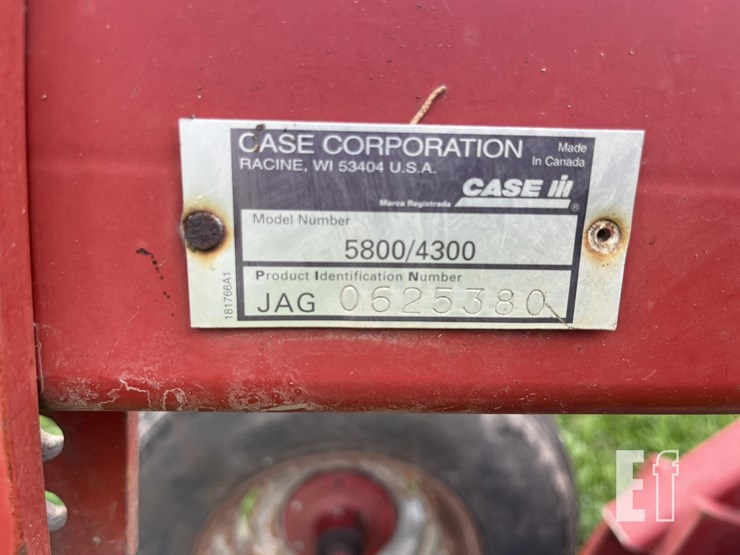 CASE CORPORATION
Made
In Canada
RACINE, WI 53404 U.S.A.
CASE IH
Marca Registrada
®
Model Number
5800/4300
Product Identification Number
JAG 0625380
181766A1
Ef